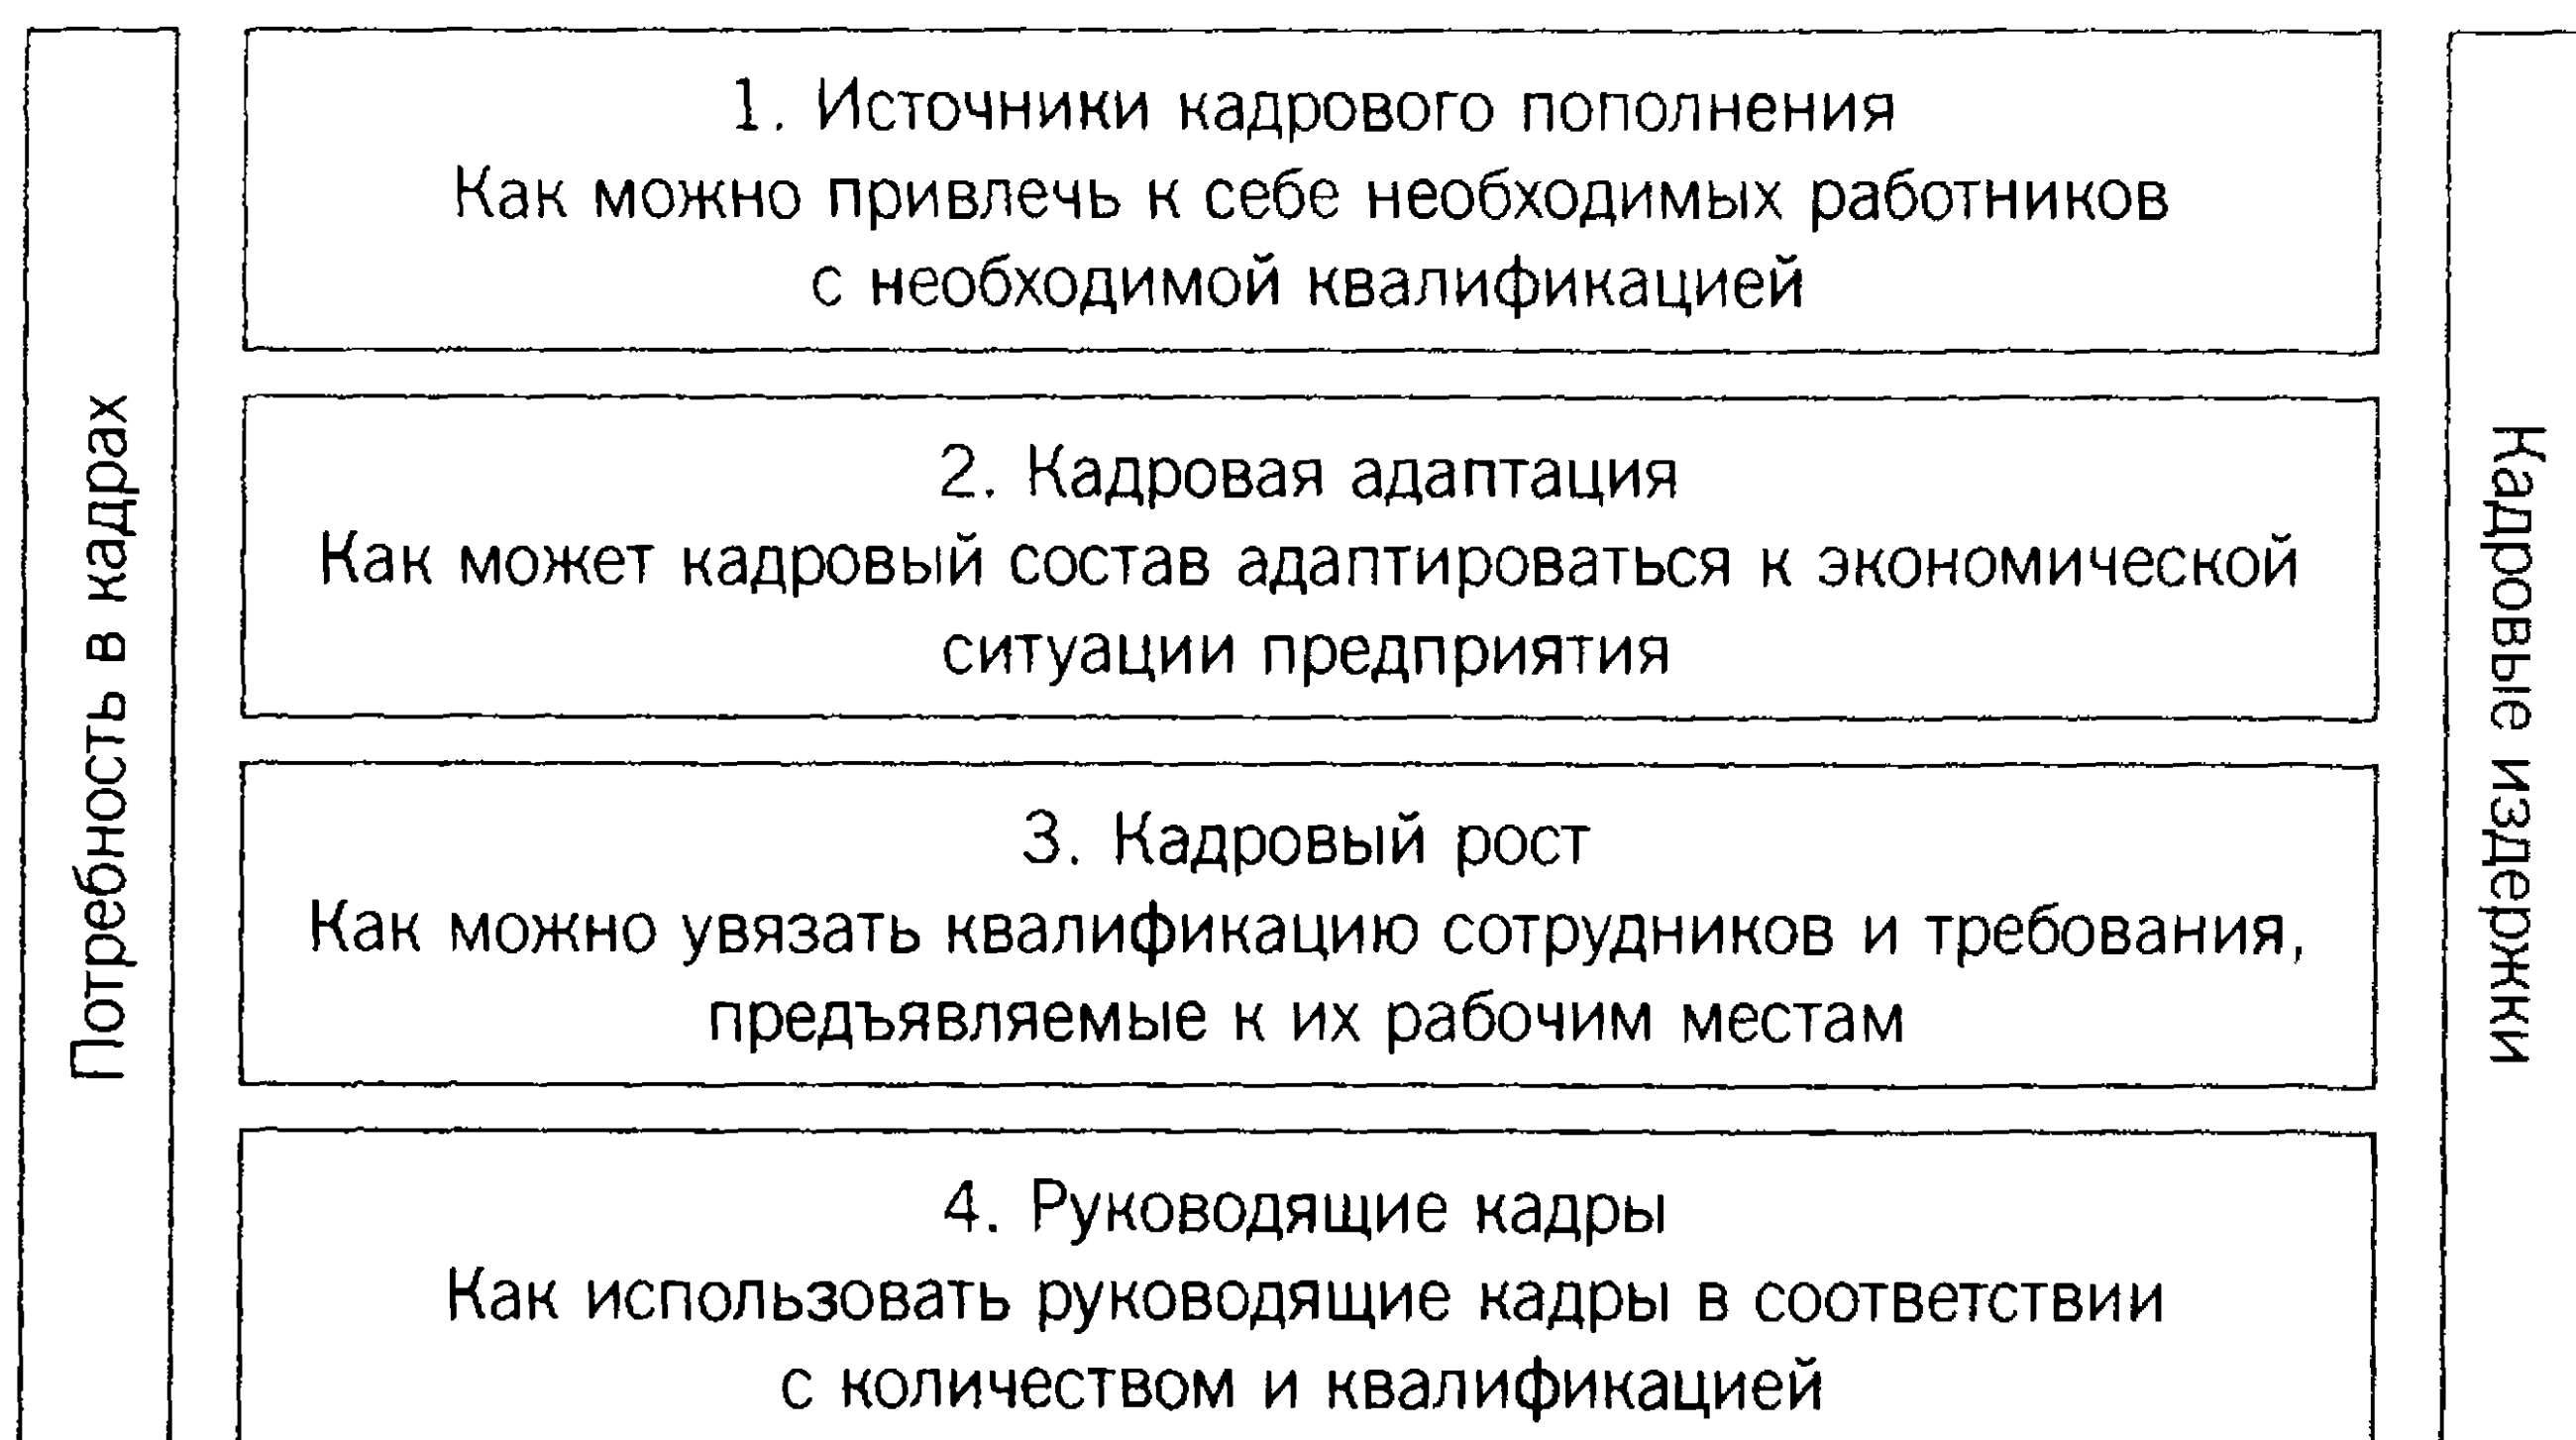 Потребность в кадрах
1. Источники кадрового пополнения
Как можно привлечь к себе необходимых работников
с необходимой квалификацией
2. Кадровая адаптация
Как может кадровый состав адаптироваться к экономической
ситуации предприятия
3. Кадровый рост
Как можно увязать квалификацию сотрудников и требования,
предъявляемые к их рабочим местам
4. Руководящие кадры
Как использовать руководящие кадры в соответствии
с количеством и квалификацией
Кадровые издержки